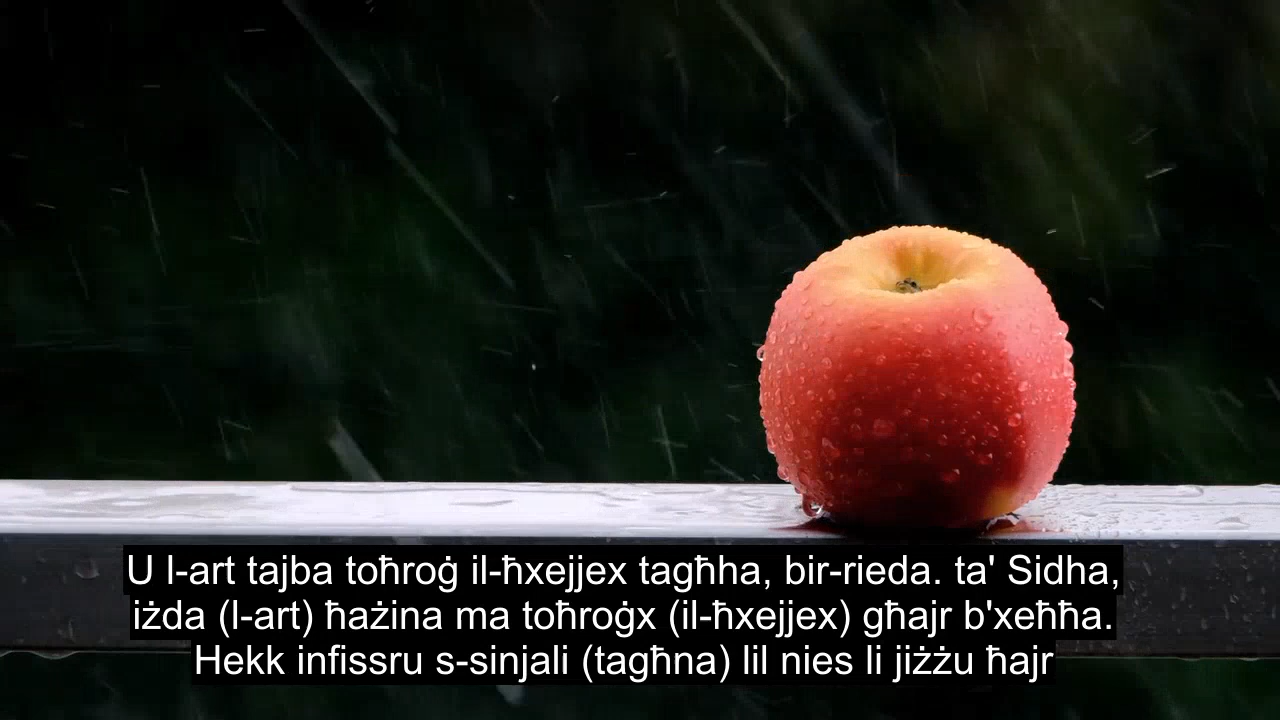 U l-art tajba toħroġ il-ħxejjex tagħha, bir-rieda. ta' Sidha,
iżda (l-art) ħażina ma toħroġx (il-ħxejjex) għajr b'xeħħa.
Hekk infissru s-sinjali (tagħna) lil nies li jiżżu ħajr